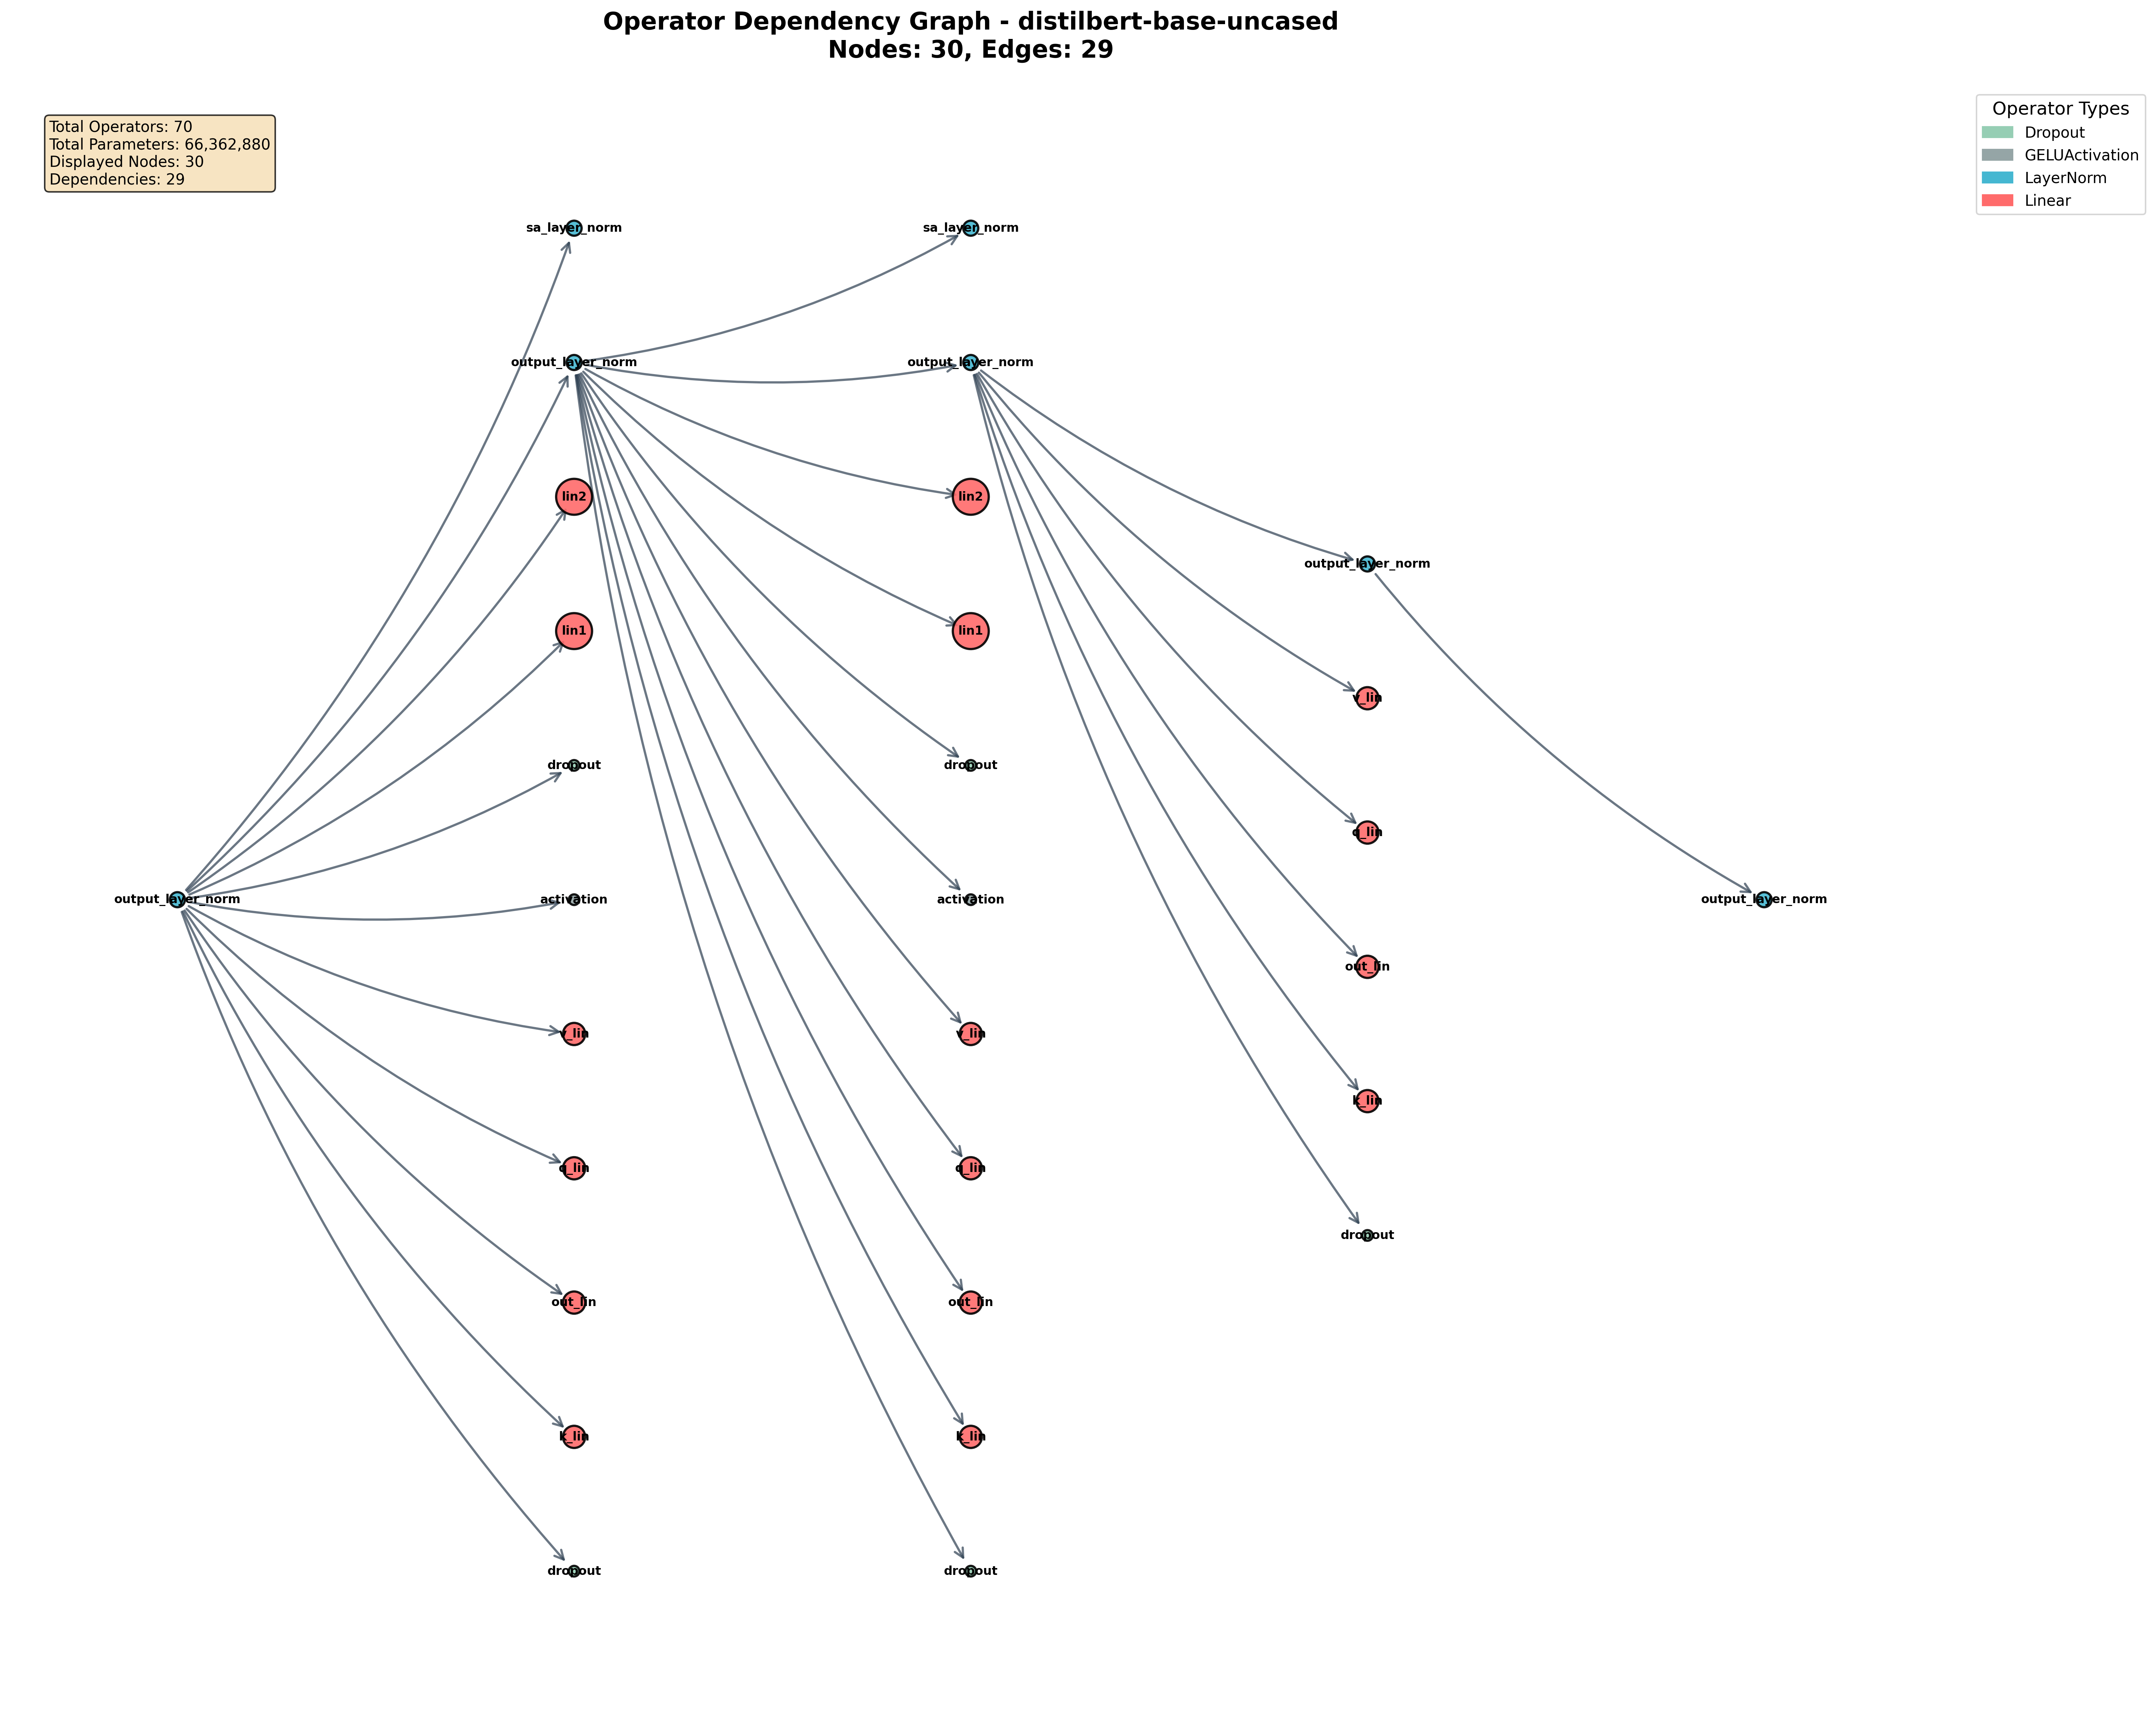 Operator Dependency Graph - distilbert-base-uncased
Nodes: 30, Edges: 29
Total Operators: 70
Total Parameters: 66,362,880
Displayed Nodes: 30
Dependencies: 29
Operator Types
Dropout
GELUActivation
LayerNorm
Linear
sa_layer_norm
sa_layer_norm
output_layer_norm
output_layer_norm
lin2
lin2
output_layer_norm
lin1
lin1
v_lin
dropout
dropout
q_lin
output_layer_norm
activation
activation
output_layer_norm
out_lin
v_lin
v_lin
k_lin
q_lin
q_lin
dropout
out_lin
out_lin
k_lin
k_lin
dropout
dropout